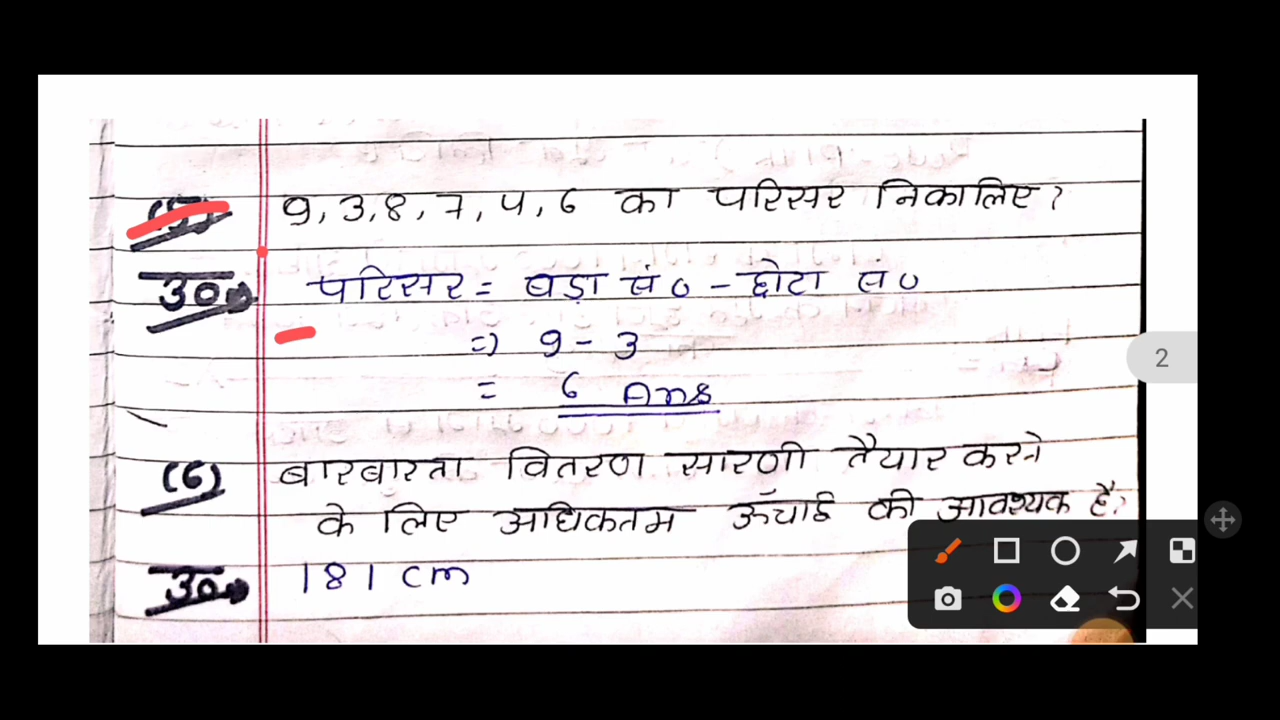 (5) 9, 3, 8, 7, 4, 6 का परिसर निकालिए?
उ० परिसर = बड़ा सं० - छोटा सं०
=) 9 - 3
= 6 Ans
2
(6) बारबारता वितरण सारणी तैयार करने
के लिए अधिकतम ऊँचाई की आवश्यक है?
उ० 181 cm